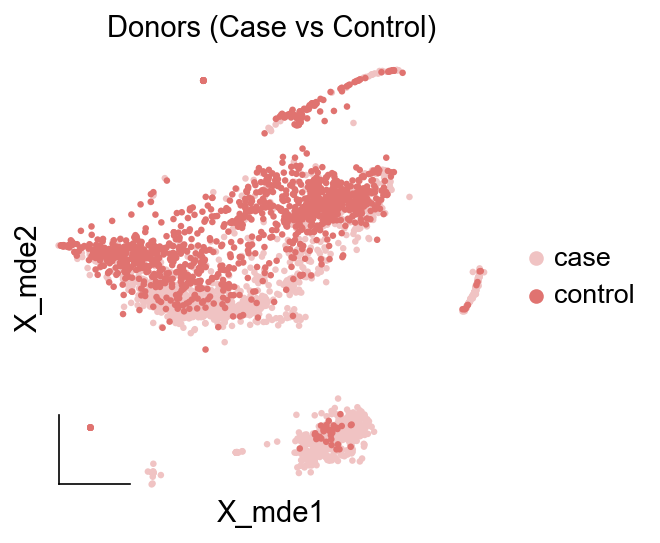 Donors (Case vs Control)
X_mde2
case
control
X_mde1